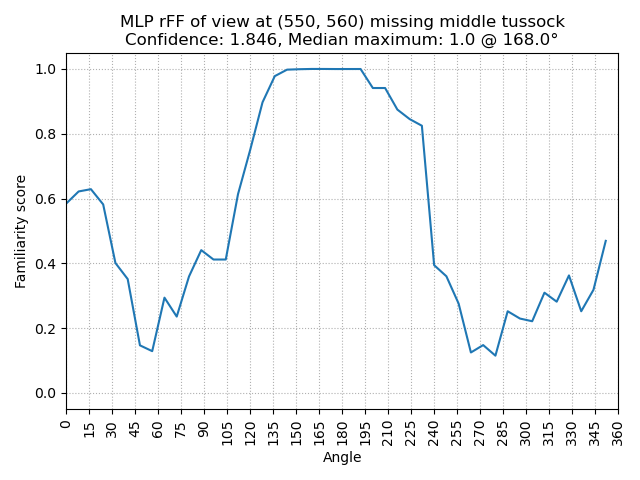 MLP rFF of view at (550, 560) missing middle tussock
Confidence: 1.846, Median maximum: 1.0 @ 168.0°
1.0
0.8
0.6
0.4
0.2
0.0
Familiarity score
0 15 30 45 60 75 90 105 120 135 150 165 180 195 210 225 240 255 270 285 300 315 330 345 360
Angle